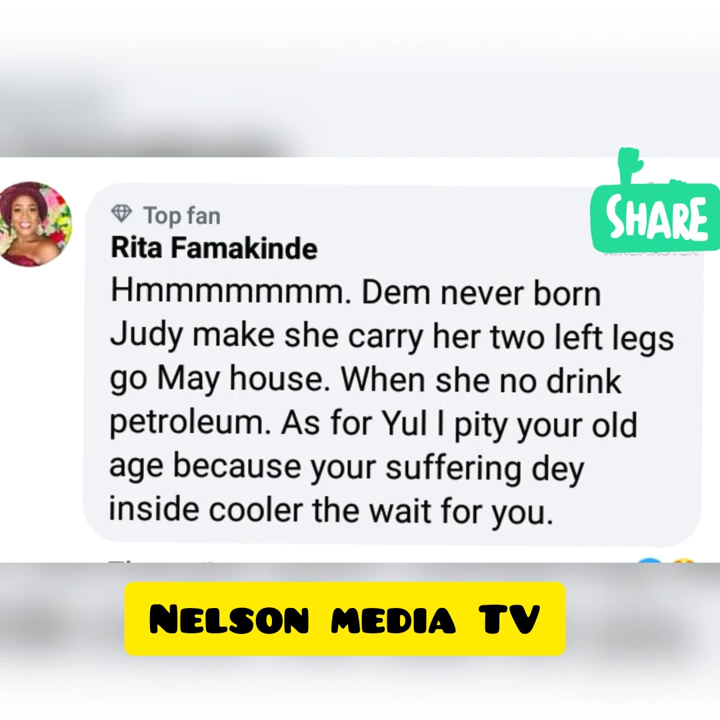 SHARE
Top fan
Rita Famakinde
Hmmmmmmm. Dem never born
Judy make she carry her two left legs
go May house. When she no drink
petroleum. As for Yul I pity your old
age because your suffering dey
inside cooler the wait for you.
NELSON MEDIA TV